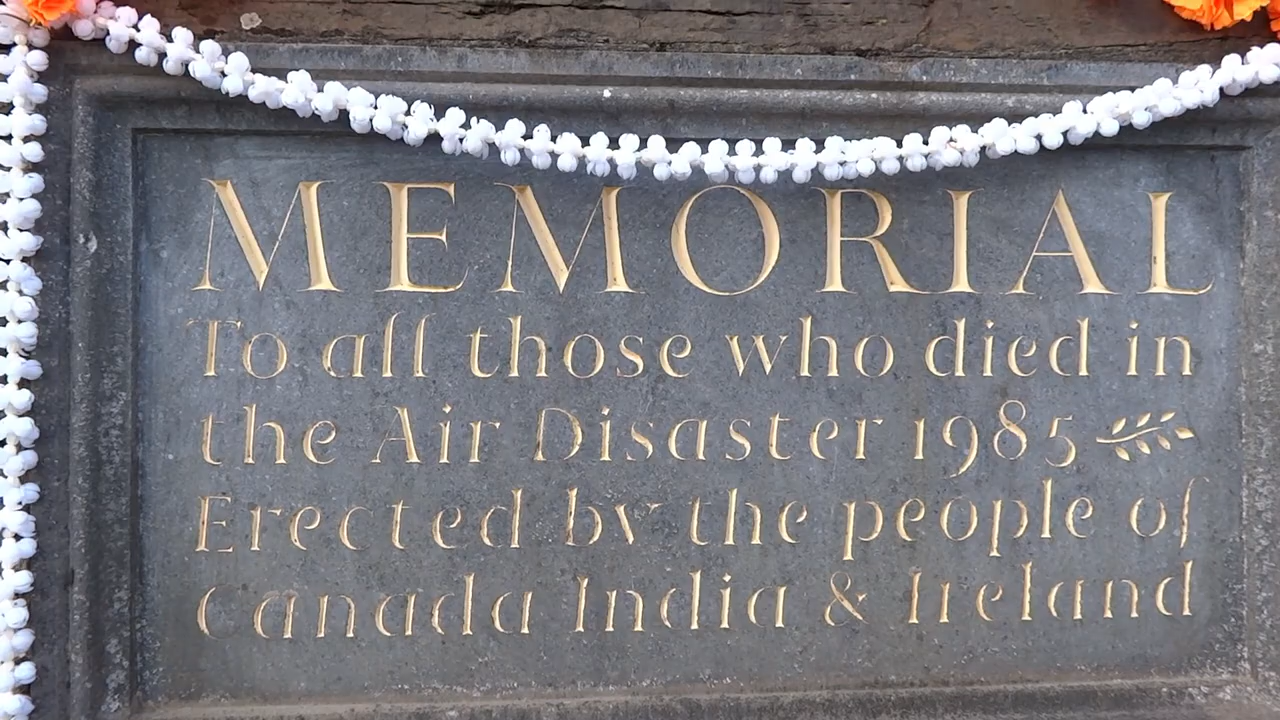 MEMORIAL
To all those who died in
the Air Disaster 1985
Erected by the people of
Canada India & Ireland